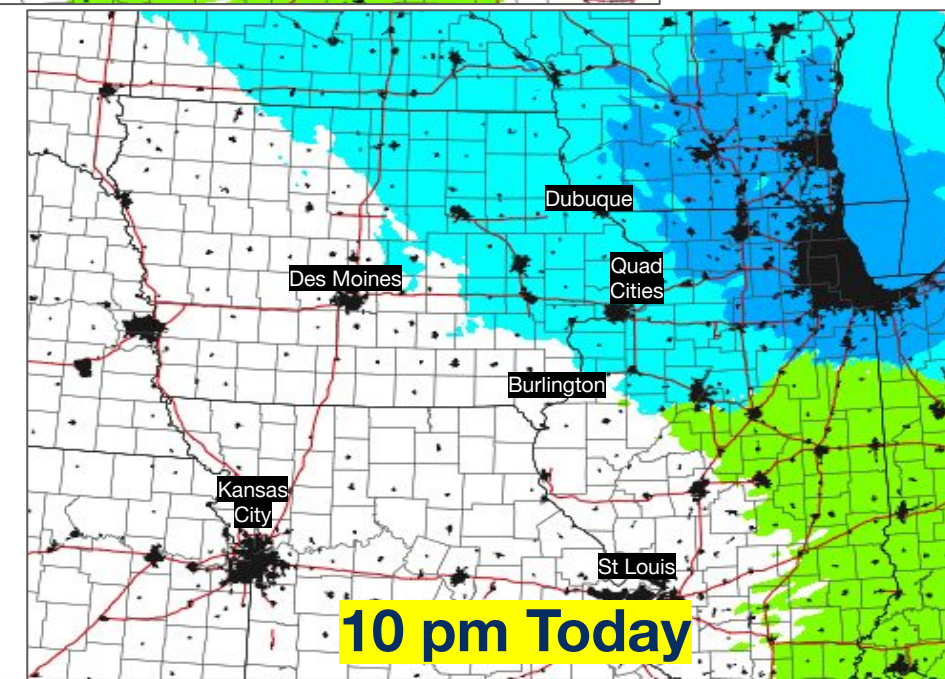 Dubuque
Quad
Cities
Des Moines
Burlington
Kansas
City
St Louis
10 pm Today